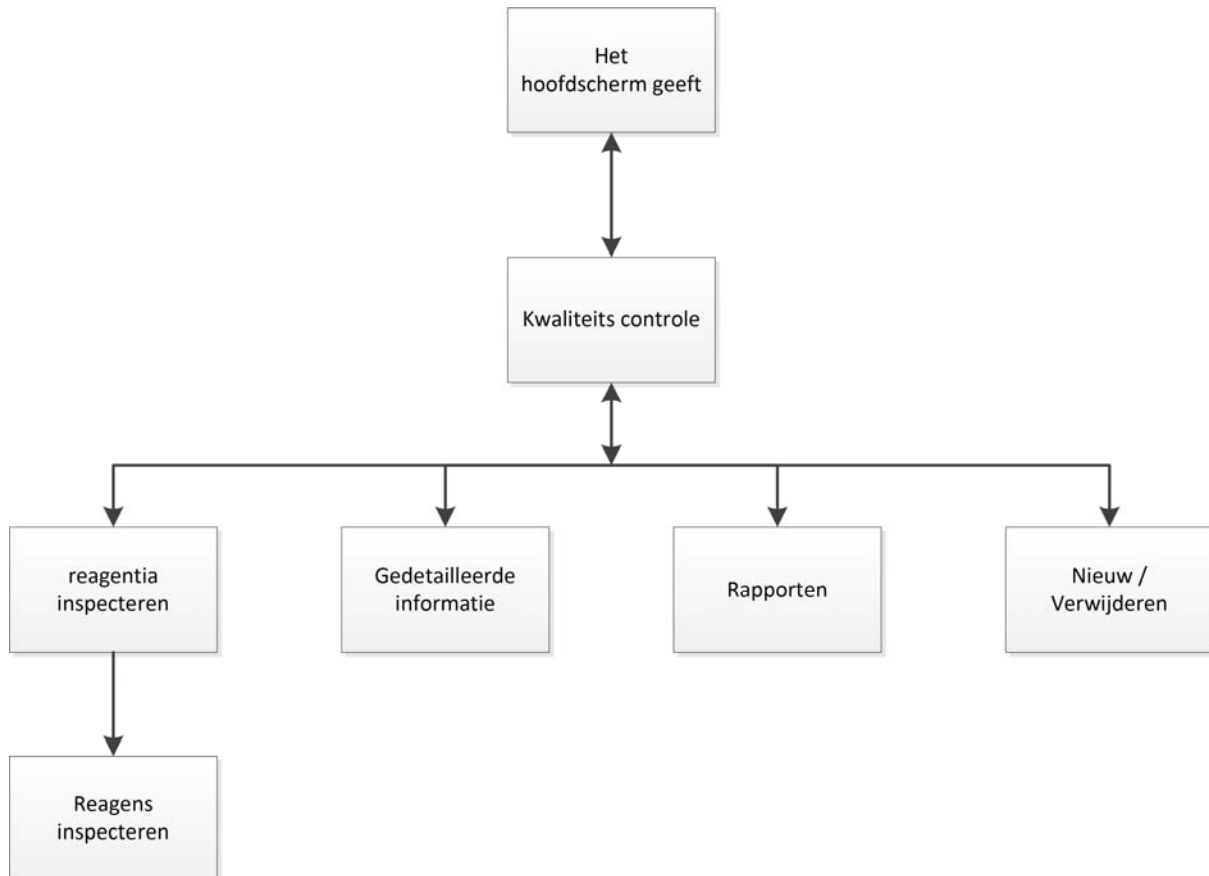 Het
hoofdscherm geeft
Kwaliteits controle
reagentia
inspecteren
Gedetailleerde
informatie
Rapporten
Nieuw /
Verwijderen
Reagens
inspecteren